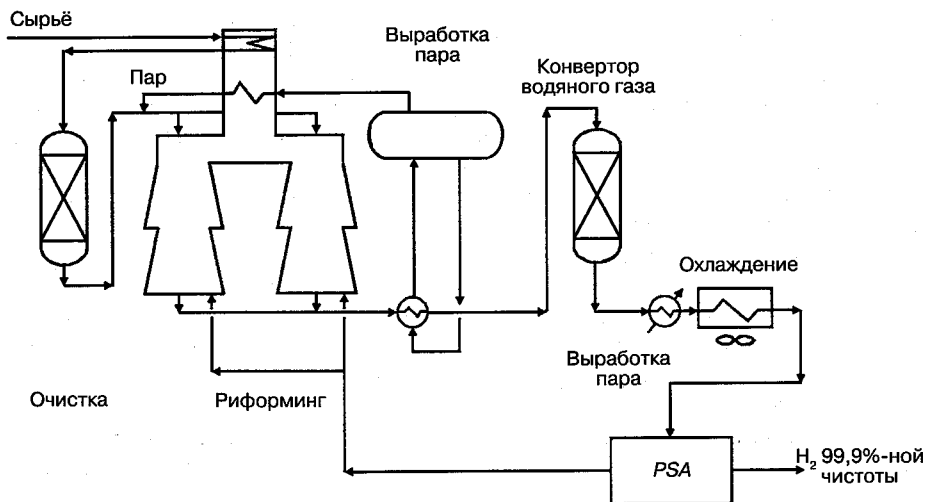 Сырьё
Выработка
пара
Пар
Конвертор
водяного газа
Охлаждение
Выработка
пара
Очистка
Риформинг
PSA
H₂ 99,9%-ной
чистоты